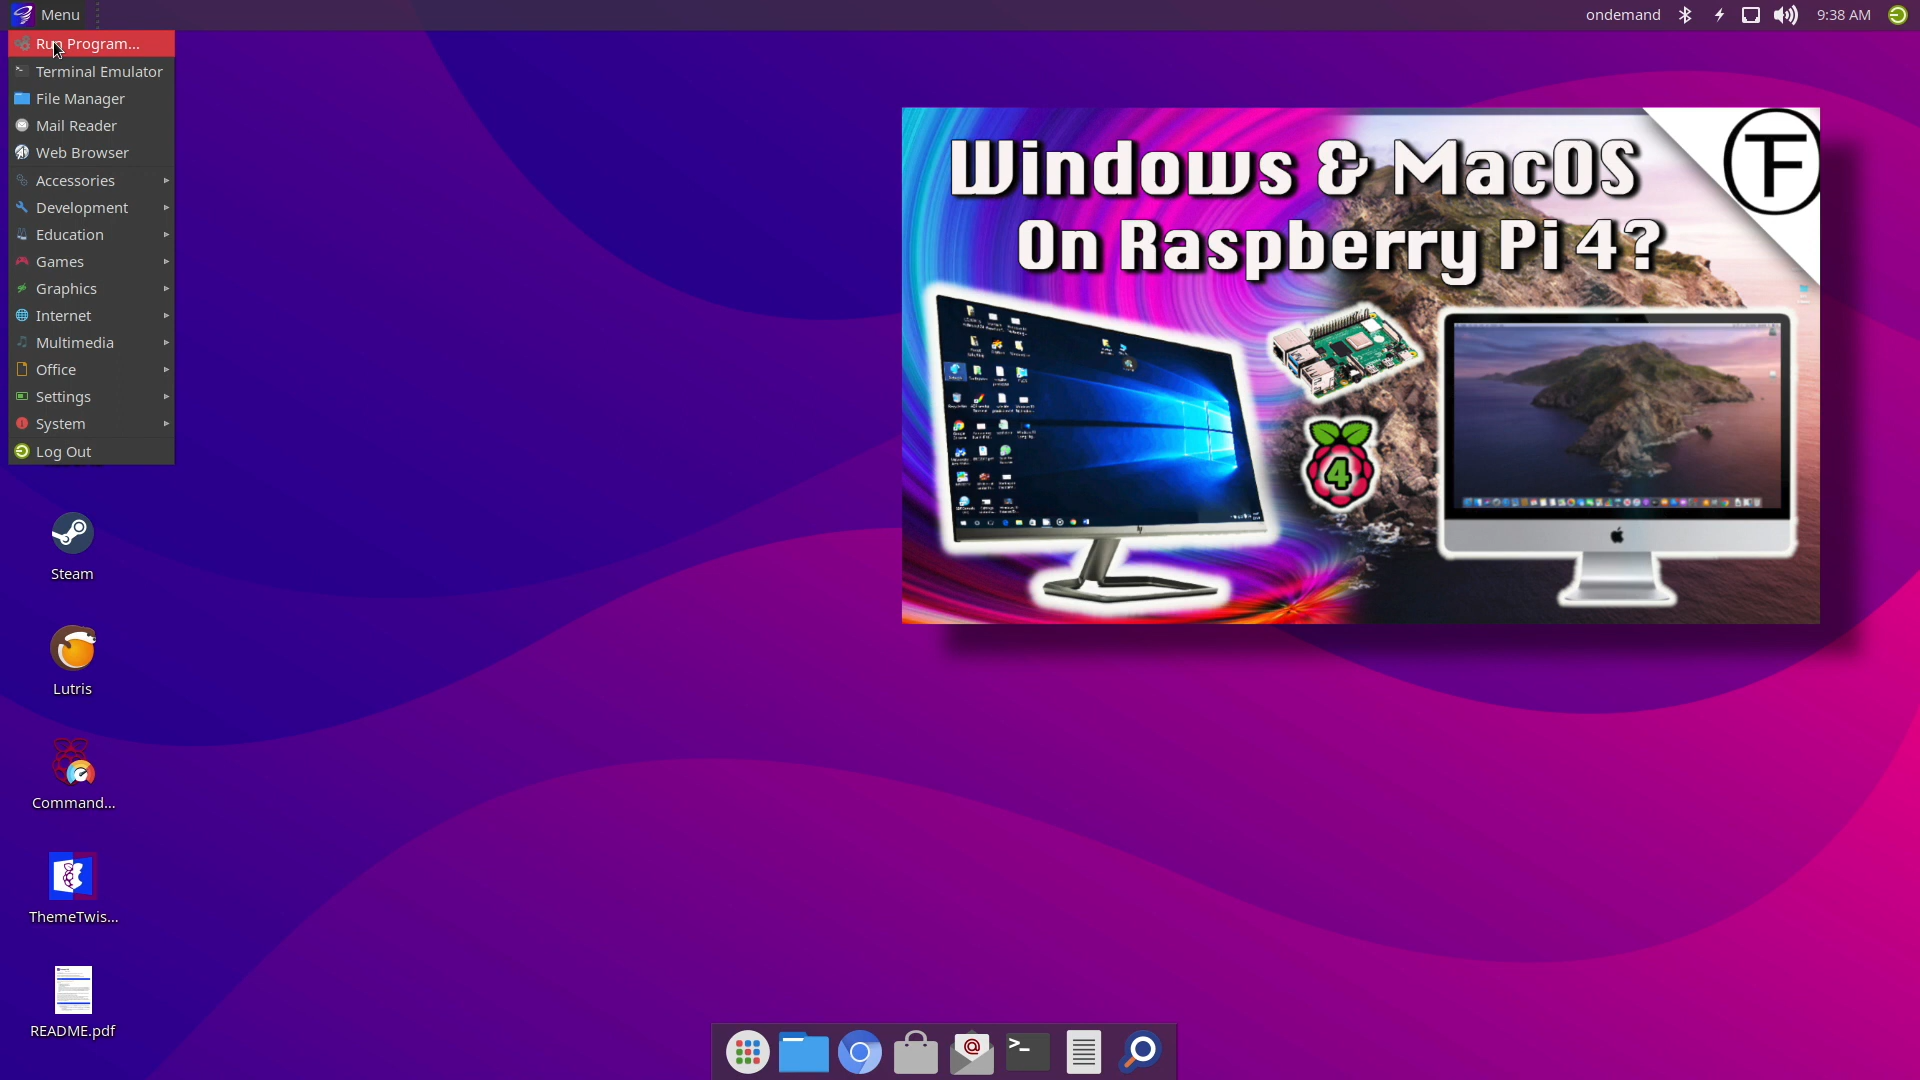 Menu
ondemand
9:38 AM
Run Program...
Terminal Emulator
File Manager
Mail Reader
Web Browser
Accessories
Development
Education
Games
Graphics
Internet
Multimedia
Office
Settings
System
Log Out
Steam
Lutris
Command...
ThemeTwis...
README.pdf
Windows & MacOS
On Raspberry Pi 4?
TF
4